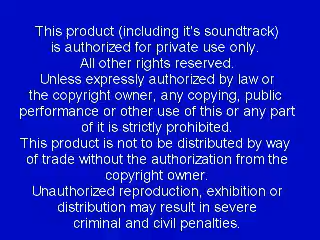 This product (including it's soundtrack)
is authorized for private use only.
All other rights reserved.
Unless expressly authorized by law or
the copyright owner, any copying, public
performance or other use of this or any part
of it is strictly prohibited.
This product is not to be distributed by way
of trade without the authorization from the
copyright owner.
Unauthorized reproduction, exhibition or
distribution may result in severe
criminal and civil penalties.